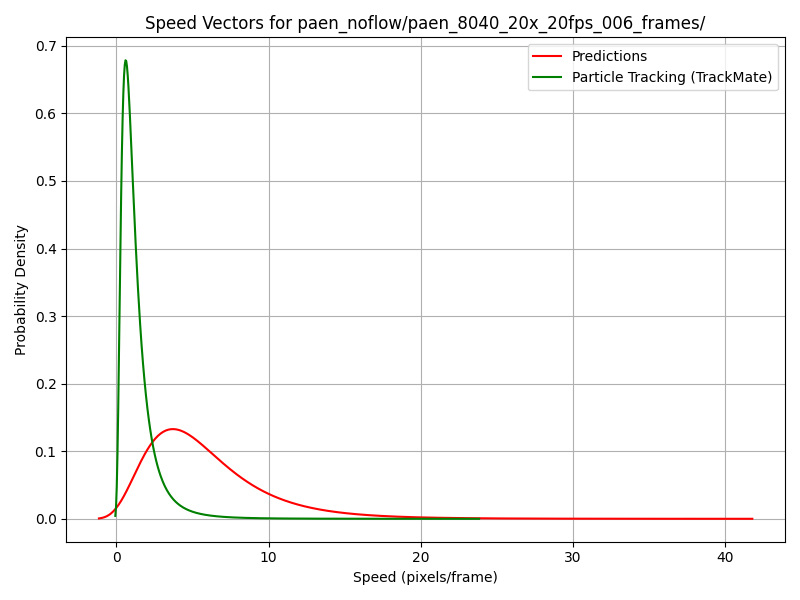 Speed Vectors for paen_noflow/paen_8040_20x_20fps_006_frames/
Predictions
Particle Tracking (TrackMate)
Probability Density
0.7
0.6
0.5
0.4
0.3
0.2
0.1
0.0
0
10
20
30
40
Speed (pixels/frame)